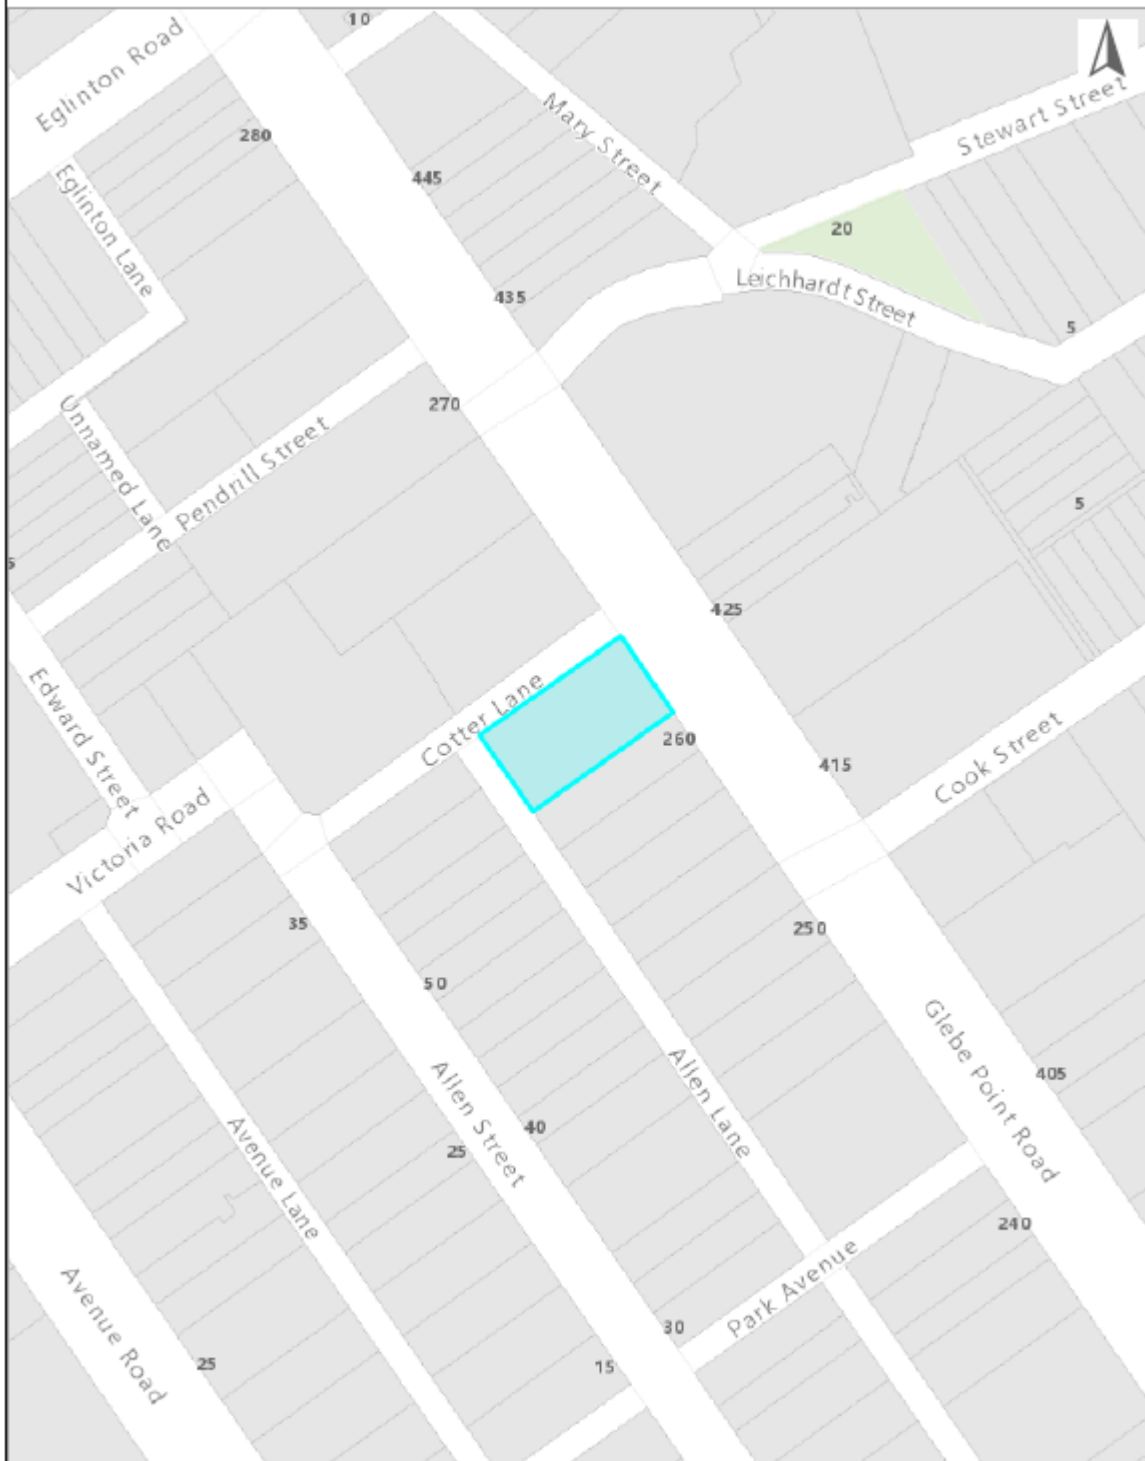 10
Eglinton Road
280
Mary Street
Stewart Street
445
Eglinton Lane
20
Leichhardt Street
435
5
270
Unnamed Lane
Pendrill Street
5
425
Edward Street
Cotter Lane
260
415
Cook Street
Victoria Road
35
250
50
Glebe Point Road
Allen Lane
405
Allen Street
40
25
Avenue Lane
240
Park Avenue
Avenue Road
30
25
15